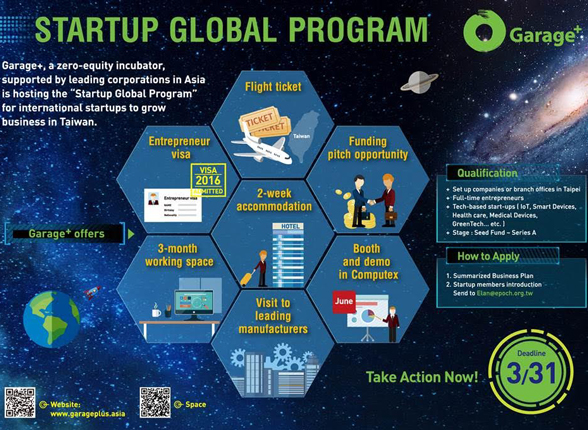 STARTUP GLOBAL PROGRAM
Garage+
Garage+, a zero-equity incubator,
supported by leading corporations in Asia
is hosting the "Startup Global Program"
for international startups to grow
business in Taiwan.
Flight ticket
TICKET
TICKET
Taiwan
Entrepreneur
visa
VISA
2016
Entrepreneur visa
Funding
pitch opportunity
2-week
accommodation
HOTEL
Garage+ offers
3-month
working space
Booth
and demo
in Computex
June
Visit to
leading
manufacturers
Qualification
+ Set up companies or branch offices in Taipei
+ Full-time entrepreneurs
+ Tech-based start-ups ( IoT, Smart Devices,
Health care, Medical Devices,
GreenTech... etc. )
+ Stage : Seed Fund ~ Series A
How to Apply
1. Summarized Business Plan
2. Startup members introduction
Send to Elan@epoch.org.tw
Take Action Now!
Deadline
3/31
Website:
www.garageplus.asia
Space